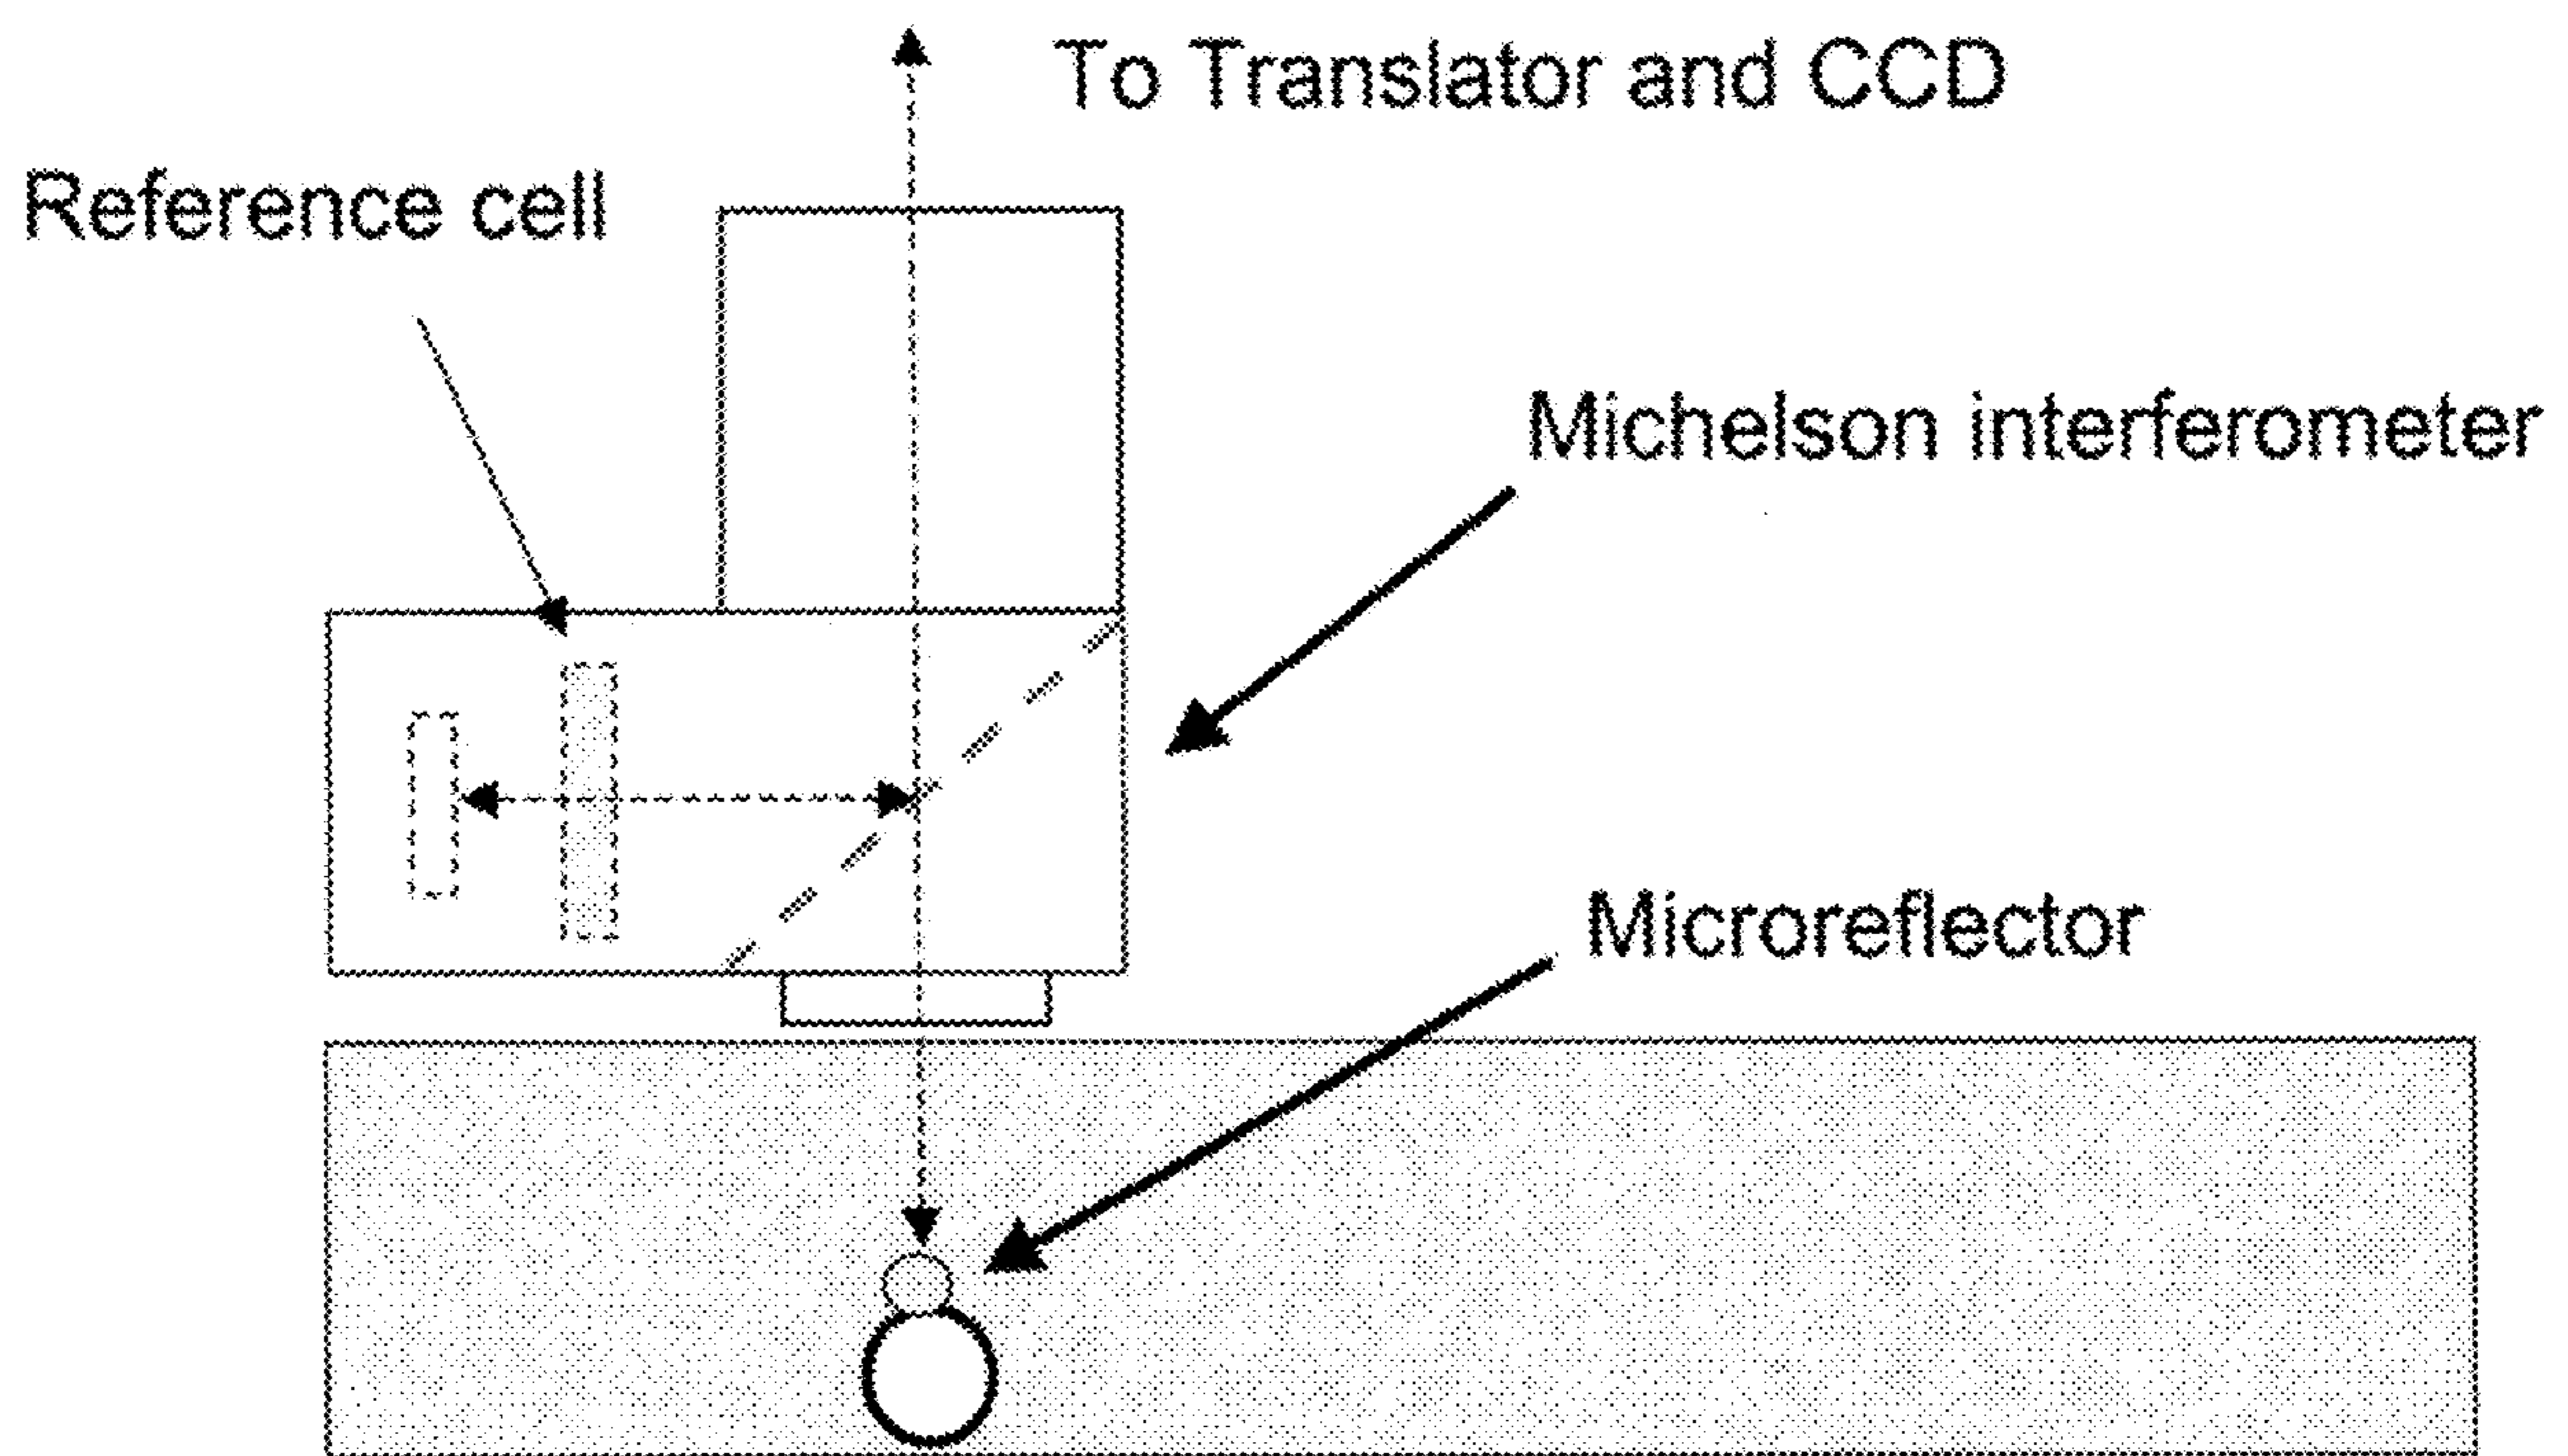 To Translator and CCD
Reference cell
Michelson interferometer
Microreflector